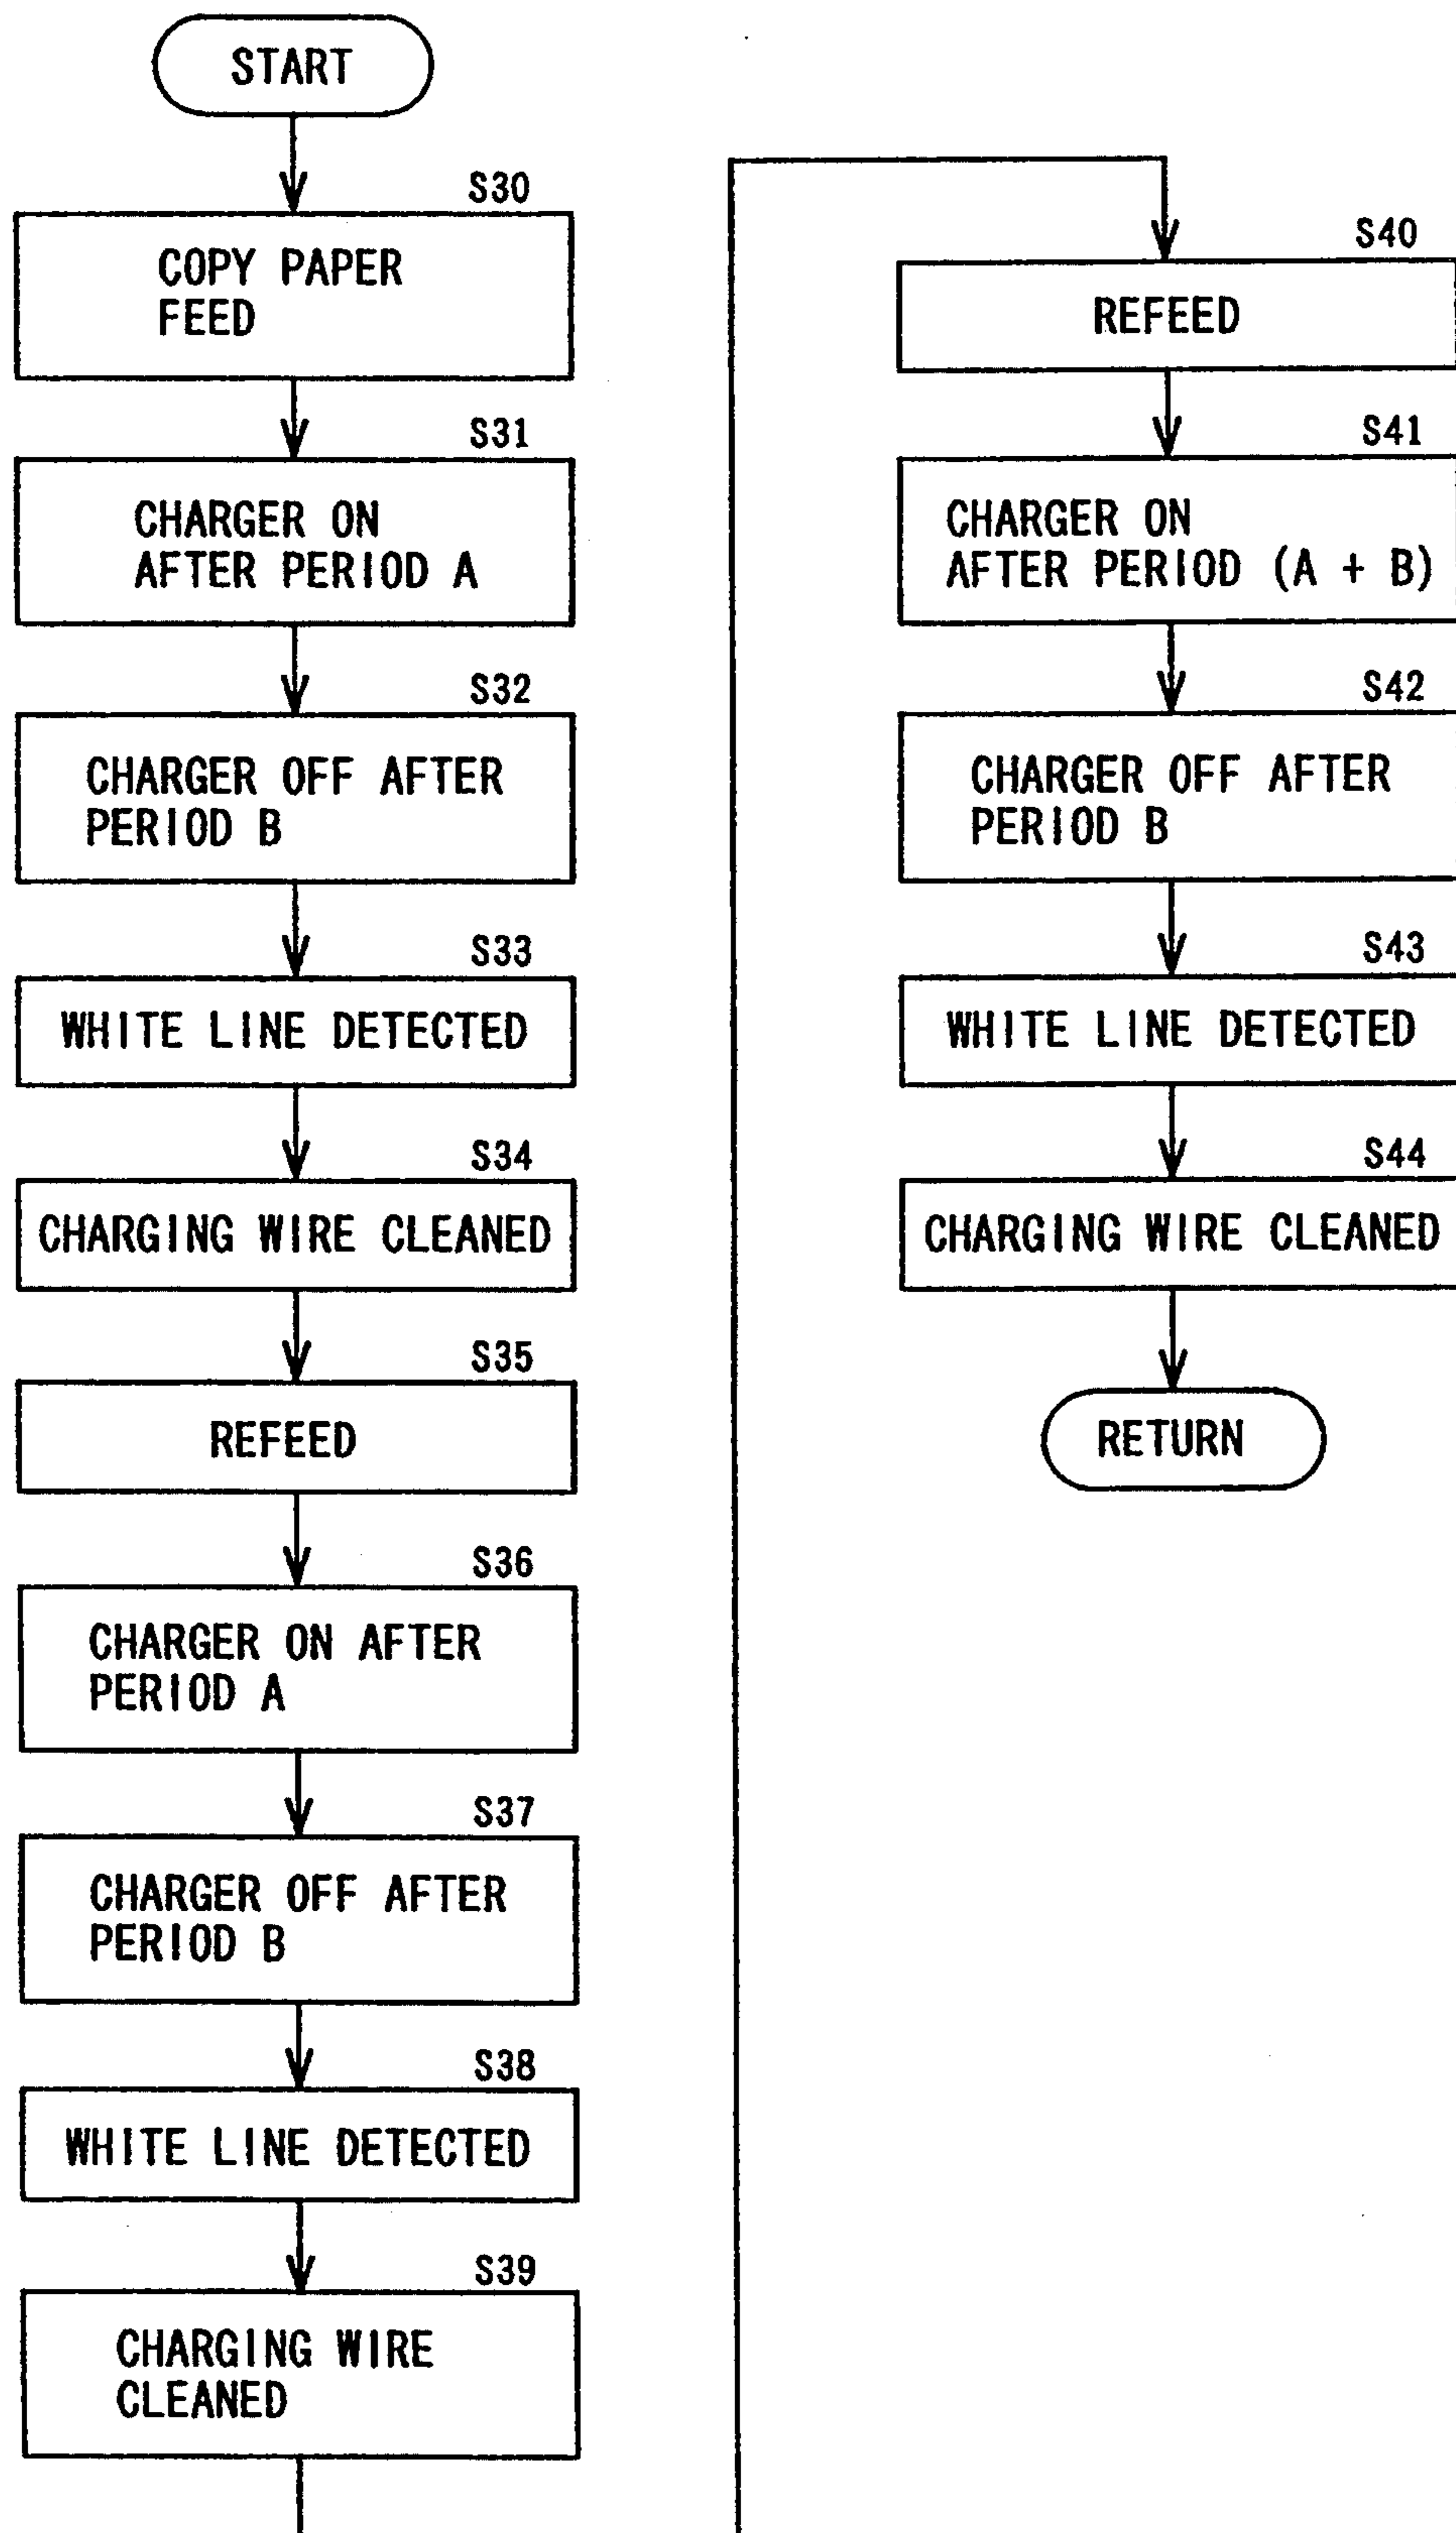 START
S30
COPY PAPER
FEED
S31
CHARGER ON
AFTER PERIOD A
S32
CHARGER OFF AFTER
PERIOD B
S33
WHITE LINE DETECTED
S34
CHARGING WIRE CLEANED
S35
REFEED
S36
CHARGER ON AFTER
PERIOD A
S37
CHARGER OFF AFTER
PERIOD B
S38
WHITE LINE DETECTED
S39
CHARGING WIRE
CLEANED
S40
REFEED
S41
CHARGER ON
AFTER PERIOD (A + B)
S42
CHARGER OFF AFTER
PERIOD B
S43
WHITE LINE DETECTED
S44
CHARGING WIRE CLEANED
RETURN